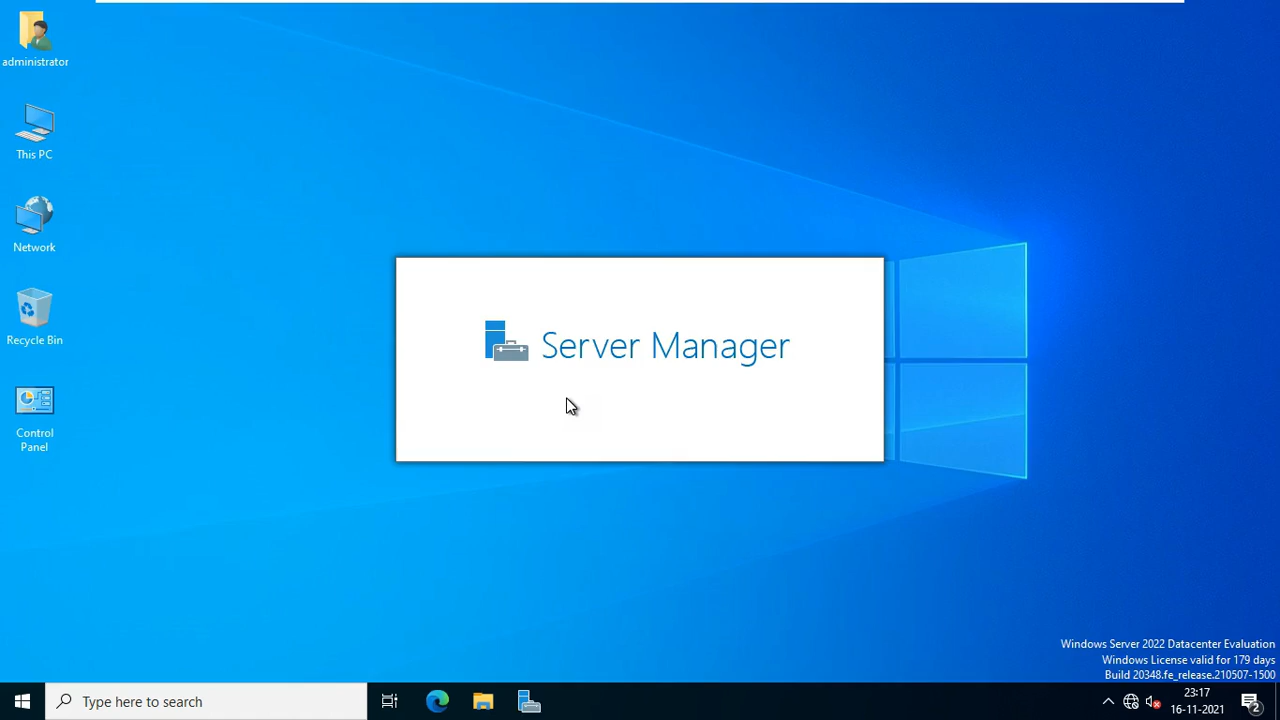 administrator
This PC
Network
Recycle Bin
Control
Panel
Server Manager
Windows Server 2022 Datacenter Evaluation
Windows License valid for 179 days
Build 20348.fe_release.210507-1500
Type here to search
23:17
16-11-2021
2